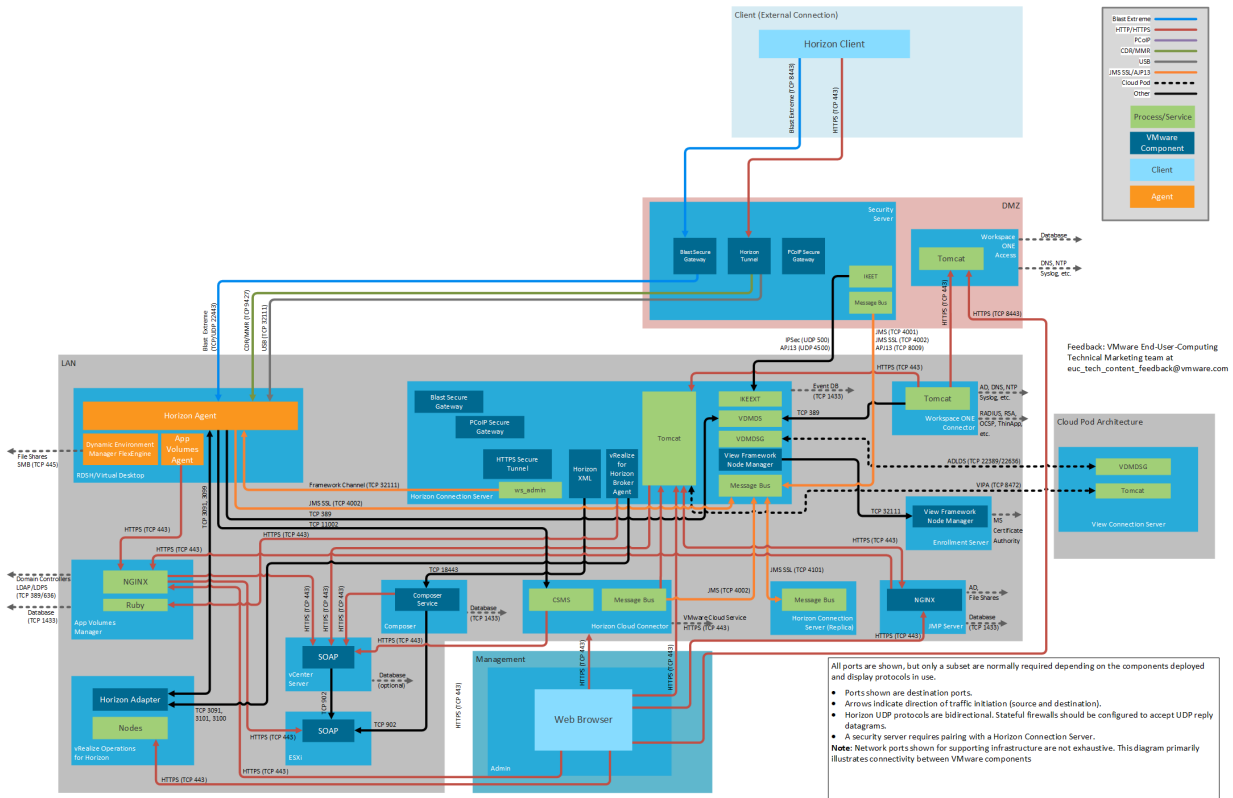 Client (External Connection)
Horizon Client
Blast Extreme (TCP 8443)
HTTPS (TCP 443)
Blast Extreme
HTTP/HTTPS
PCoIP
CDR/MMR
USB
JMS SSL/AJP13
Cloud Pod
Other
Process/Service
VMware
Component
Client
Agent
DMZ
Security
Server
Blast Secure
Gateway
Horizon
Tunnel
PCoIP Secure
Gateway
IKEET
Message Bus
Workspace
ONE
Access
Tomcat
Database
DNS, NTP
Syslog, etc.
HTTPS (TCP 443)
HTTPS (TCP 8443)
Blast Extreme
(TCP/UDP 22443)
CDR/MMR (TCP 9427)
USB (TCP 32111)
IPSec (UDP 500)
APJ13 (UDP 4500)
JMS (TCP 4001)
JMS SSL (TCP 4002)
APJ13 (TCP 8009)
Feedback: VMware End-User-Computing
Technical Marketing team at
euc_tech_content_feedback@vmware.com
LAN
Horizon Agent
Dynamic Environment
Manager FlexEngine
App
Volumes
Agent
RDSH/Virtual Desktop
File Shares
SMB (TCP 445)
Blast Secure
Gateway
PCoIP Secure
Gateway
HTTPS Secure
Tunnel
ws_admin
Horizon Connection Server
Horizon
XML
vRealize
for
Horizon
Broker
Agent
Tomcat
IKEEXT
VDMDS
VDMDSG
View Framework
Node Manager
Message Bus
Event DB
(TCP 1433)
HTTPS (TCP 443)
TCP 389
Tomcat
Workspace ONE
Connector
AD, DNS, NTP
Syslog, etc.
RADIUS, RSA,
OCSP, ThinApp,
etc.
Cloud Pod Architecture
VDMDSG
Tomcat
View Connection Server
ADLDS (TCP 22389/22636)
VIPA (TCP 8472)
TCP 32111
View Framework
Node Manager
Enrollment Server
MS
Certificate
Authority
Framework Channel (TCP 32111)
JMS SSL (TCP 4002)
TCP 389
TCP 11002
TCP 3091, 3099
HTTPS (TCP 443)
HTTPS (TCP 443)
HTTPS (TCP 443)
HTTPS (TCP 443)
Domain Controllers
LDAP/LDPS
(TCP 389/636)
Database
(TCP 1433)
NGINX
Ruby
App Volumes
Manager
TCP 18443
Composer
Service
Composer
Database
(TCP 1433)
CSMS
Message Bus
Horizon Cloud Connector
JMS (TCP 4002)
JMS SSL (TCP 4101)
VMware Cloud Service
HTTPS (TCP 443)
Message Bus
Horizon Connection
Server (Replica)
NGINX
JMP Server
AD,
File Shares
Database
(TCP 1433)
HTTPS (TCP 443)
HTTPS (TCP 443)
HTTPS (TCP 443)
HTTPS (TCP 443)
HTTPS (TCP 443)
SOAP
vCenter
Server
Database
(optional)
TCP 902
TCP 902
SOAP
ESXi
HTTPS (TCP 443)
Horizon Adapter
Nodes
vRealize Operations
for Horizon
TCP 3091,
3101, 3100
HTTPS (TCP 443)
HTTPS (TCP 443)
HTTPS (TCP 443)
HTTPS (TCP 443)
HTTPS (TCP 443)
Management
Web Browser
Admin
All ports are shown, but only a subset are normally required depending on the components deployed
and display protocols in use.
• Ports shown are destination ports.
• Arrows indicate direction of traffic initiation (source and destination).
• Horizon UDP protocols are bidirectional. Stateful firewalls should be configured to accept UDP reply
datagrams.
• A security server requires pairing with a Horizon Connection Server.
Note: Network ports shown for supporting infrastructure are not exhaustive. This diagram primarily
illustrates connectivity between VMware components